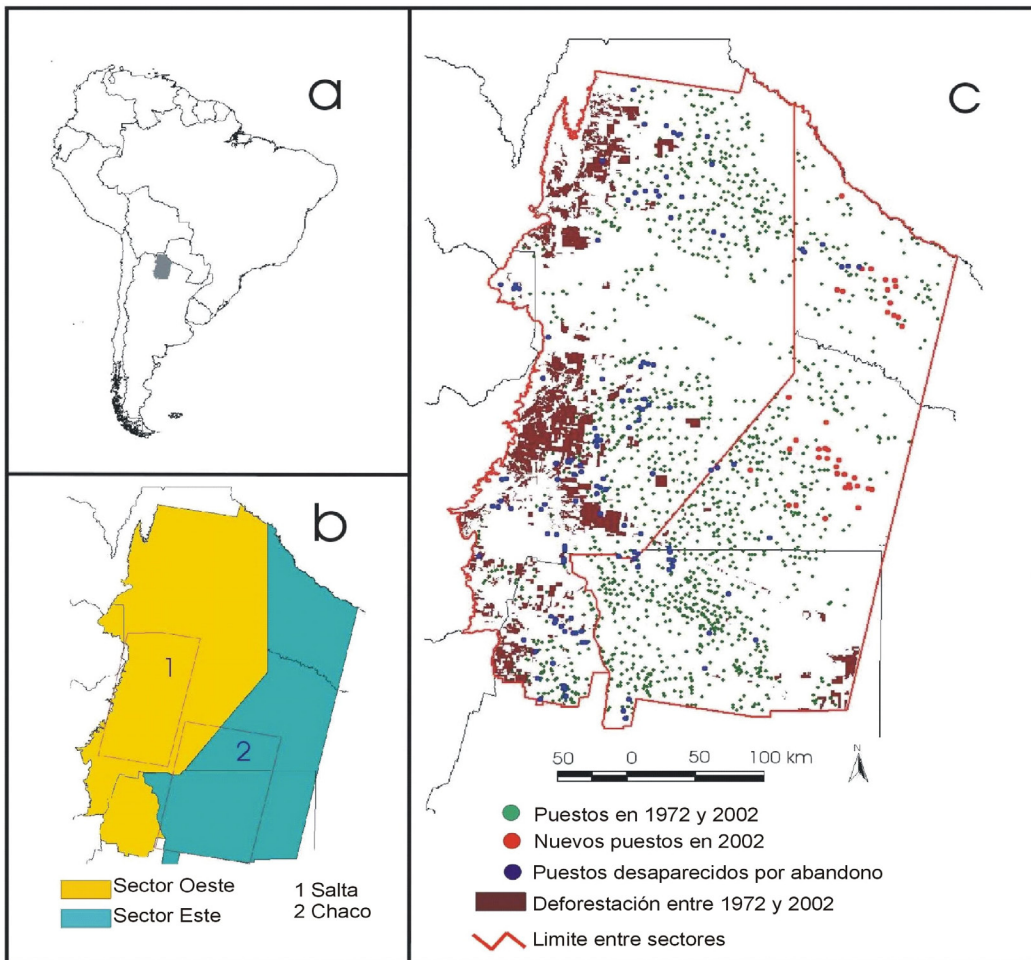 a
b
1
2
Sector Oeste
Sector Este
1 Salta
2 Chaco
c
50 0 50 100 km
N
Puestos en 1972 y 2002
Nuevos puestos en 2002
Puestos desaparecidos por abandono
Deforestación entre 1972 y 2002
Limite entre sectores